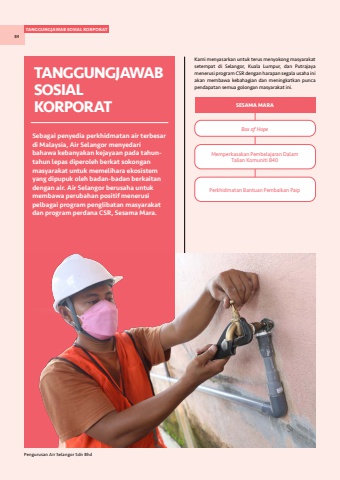 TANGGUNGJAWAB SOSIAL KORPORAT
TANGGUNGJAWAB
SOSIAL
KORPORAT
Sebagai penyedia perkhidmatan air terbesar
di Malaysia, Air Selangor menyedari
bahawa kebanyakan kejayaan pada tahun-
tahun lepas diperoleh berkat sokongan
masyarakat untuk memelihara ekosistem
yang dipupuk oleh badan-badan berkaitan
dengan air. Air Selangor berusaha untuk
membawa perubahan positif menerusi
pelbagai program penglibatan masyarakat
dan program perdana CSR, Sesama Mara.
Kami menyasarkan untuk terus menyokong masyarakat
setempat di Selangor, Kuala Lumpur, dan Putrajaya
menerusi program CSR dengan harapan segala usaha ini
akan membawa kebahagian dan meningkatkan punca
pendapatan semua golongan masyarakat ini.
SESAMA MARA
Box of Hope
Memperkasakan Pembelajaran Dalam
Talian Komuniti B40
Perkhidmatan Bantuan Pembaikan Paip
Pengurusan Air Selangor Sdn Bhd